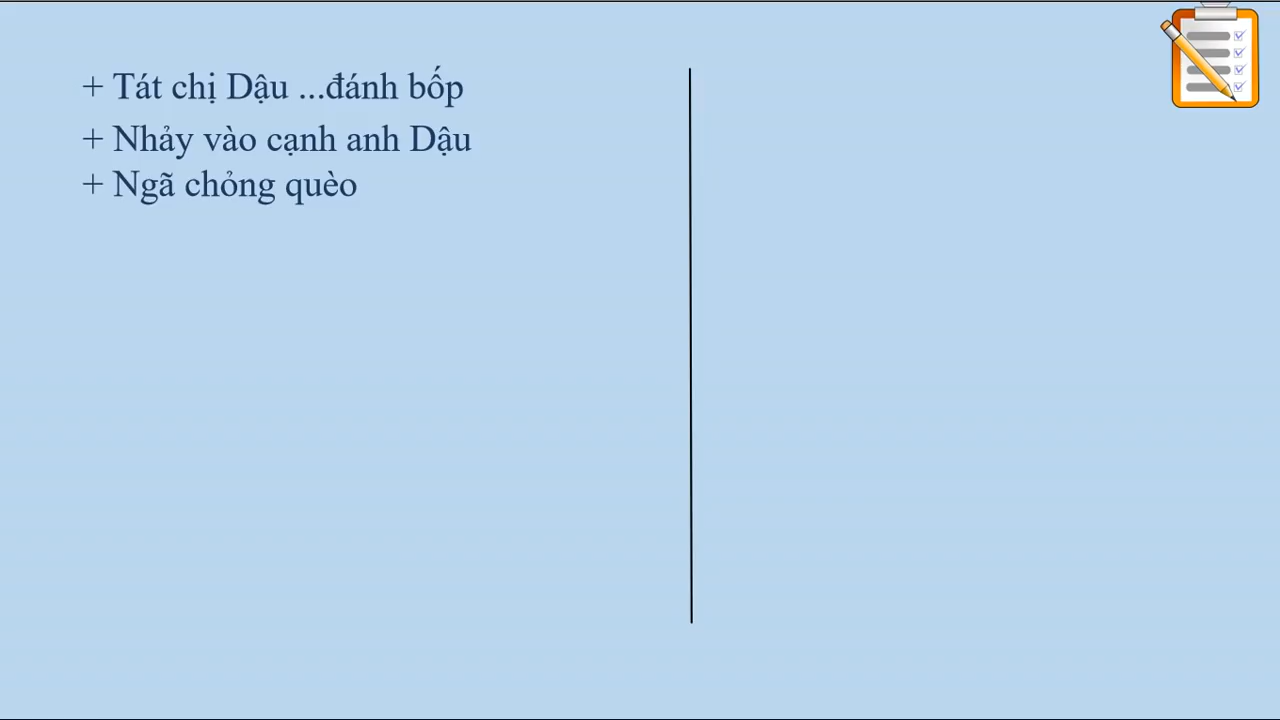 + Tát chị Dậu ...đánh bốp
+ Nhảy vào cạnh anh Dậu
+ Ngã chỏng quèo